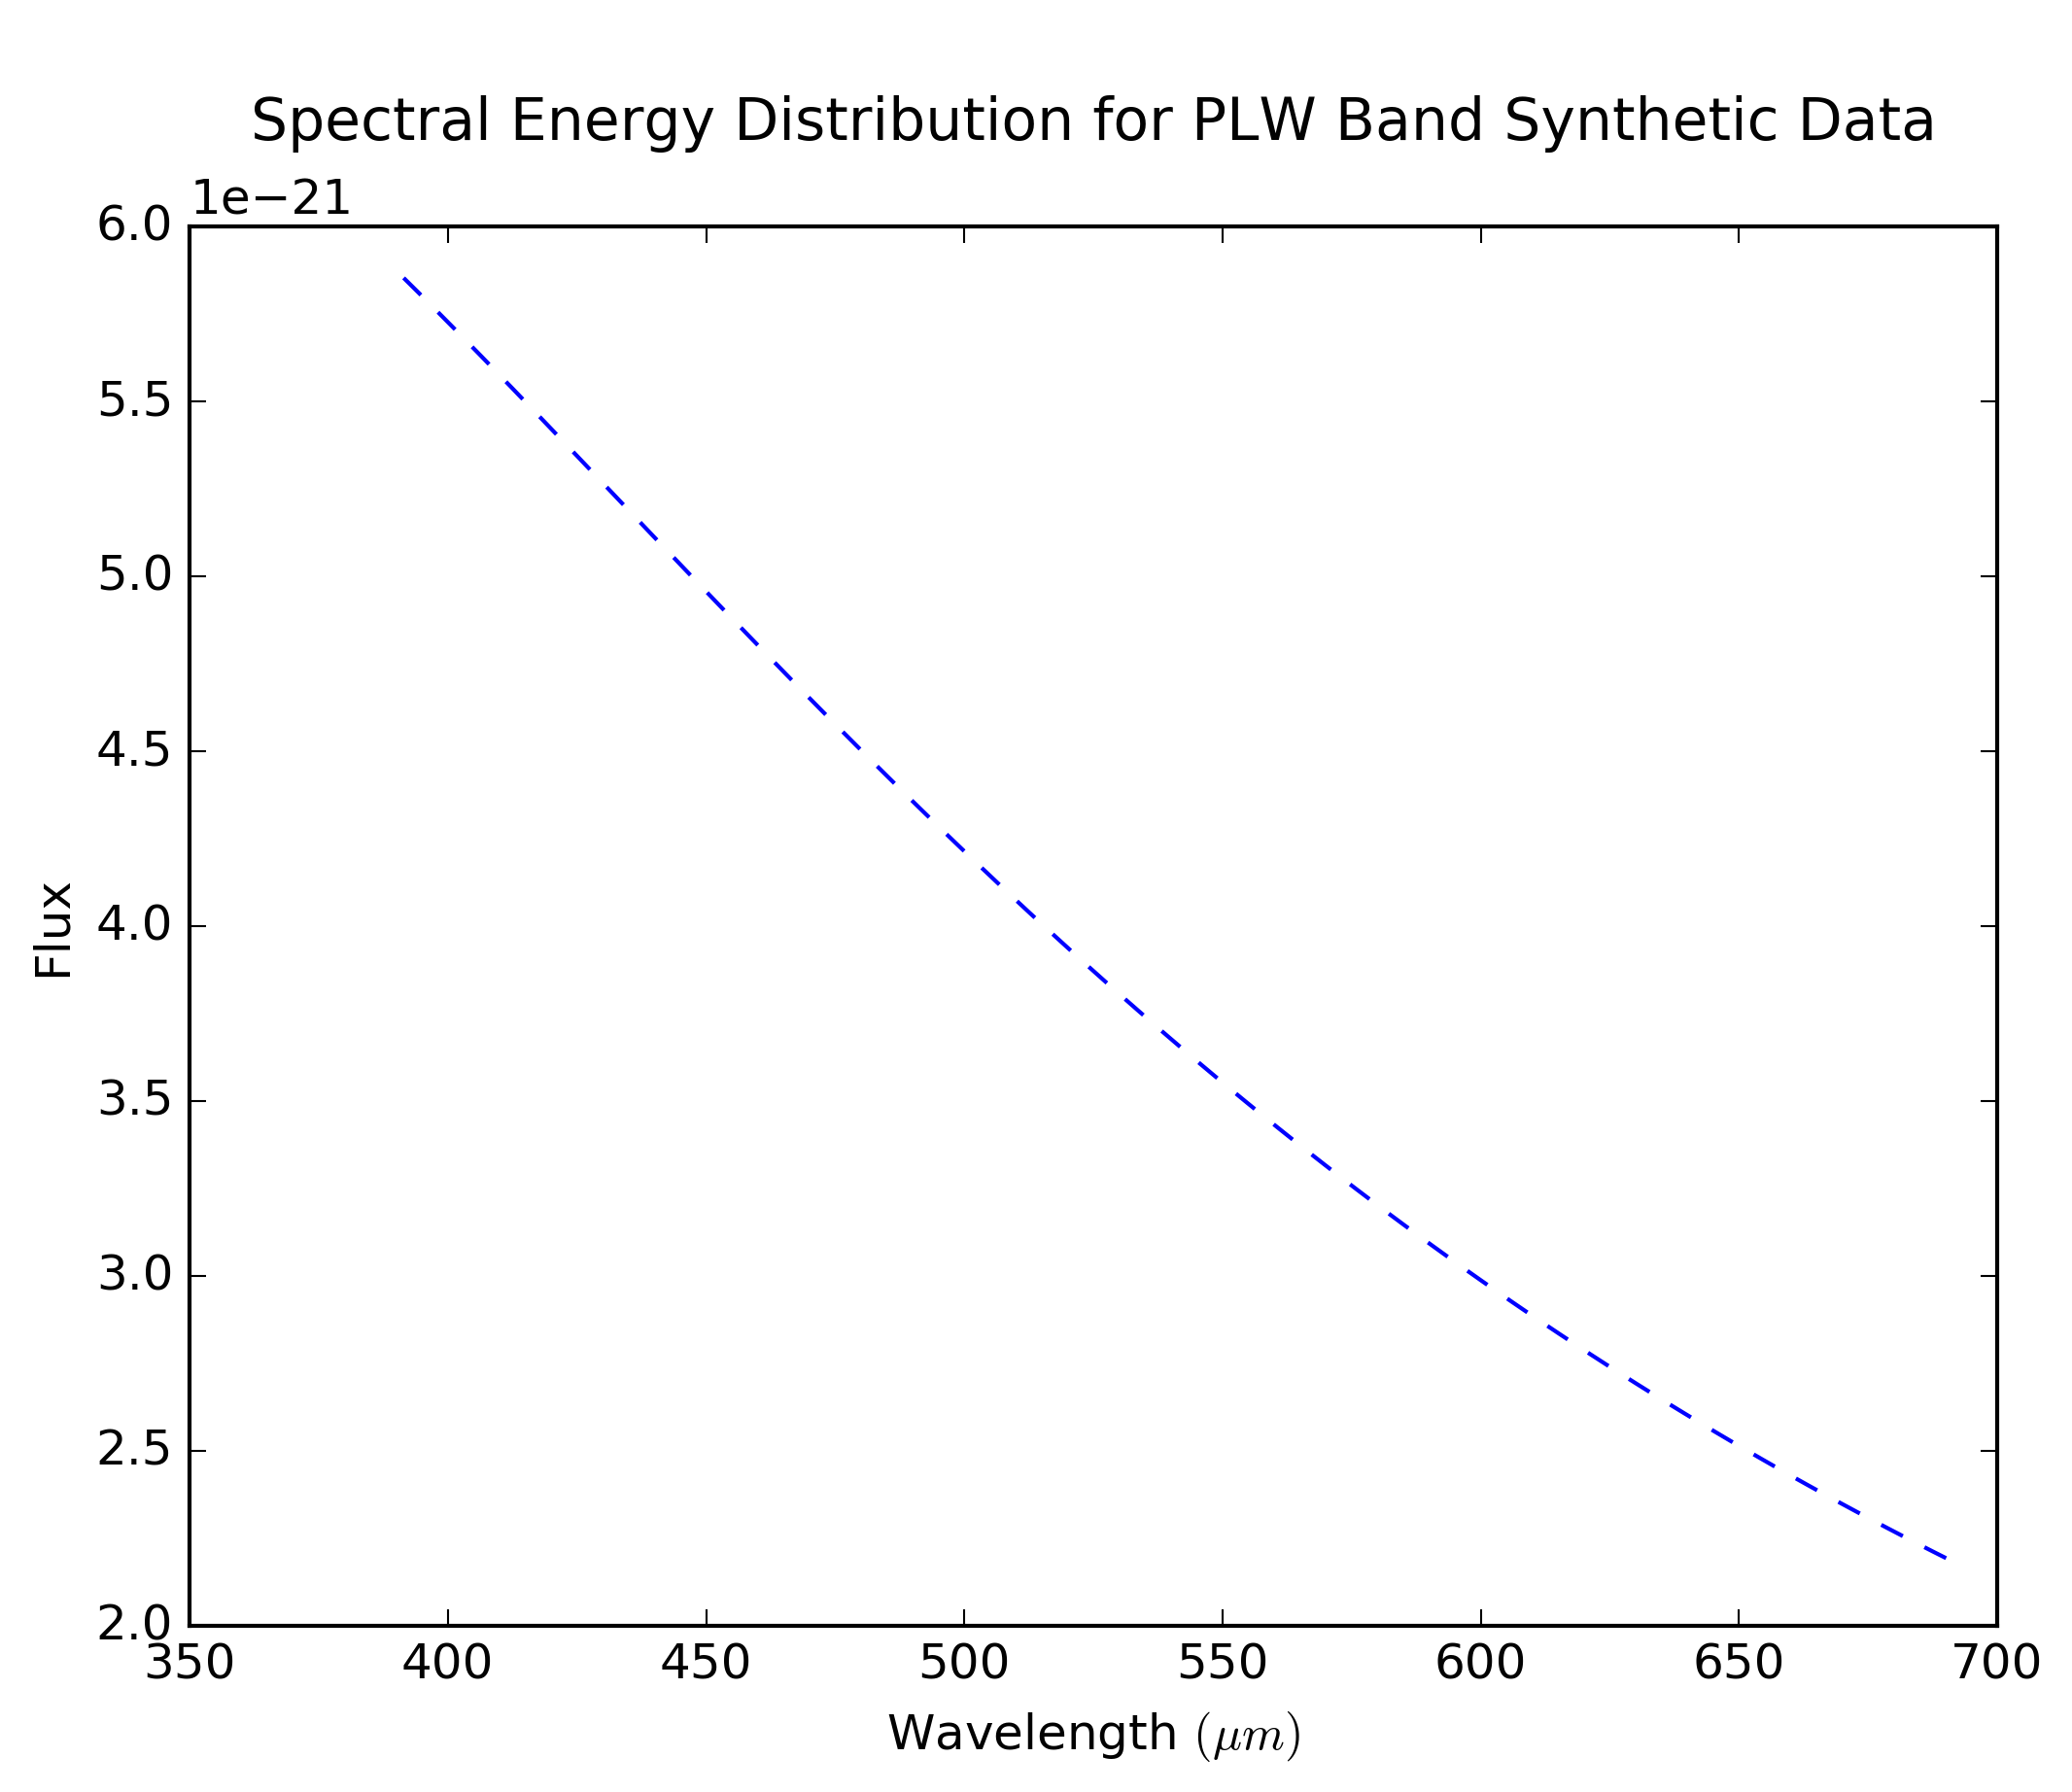 Spectral Energy Distribution for PLW Band Synthetic Data
1e−21
6.0
5.5
5.0
4.5
4.0
3.5
3.0
2.5
2.0
Flux
350 400 450 500 550 600 650 700
Wavelength (μm)